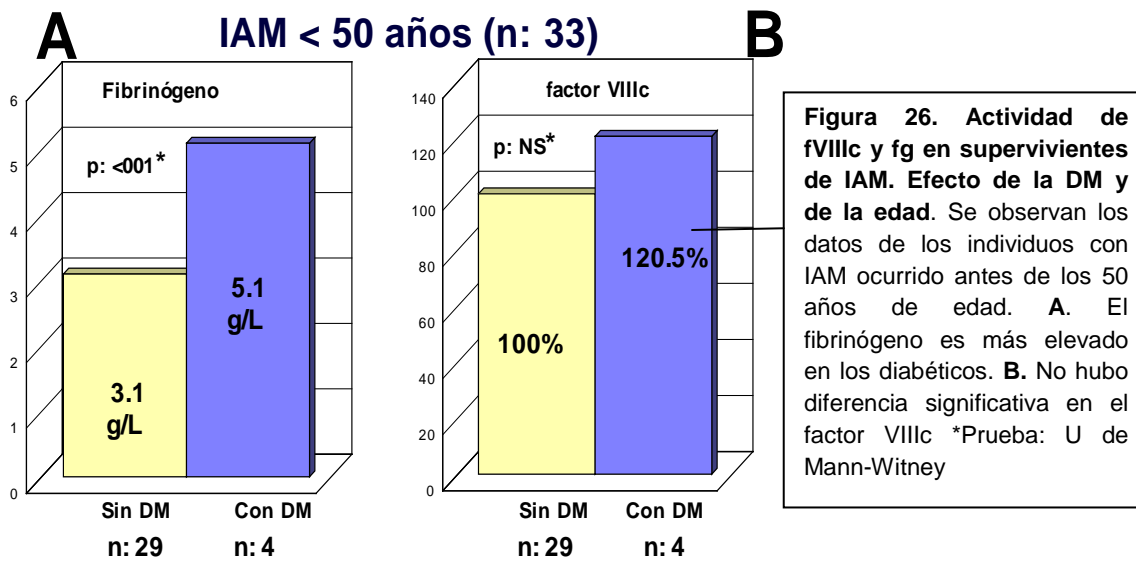 A
IAM < 50 años (n: 33)
B
Fibrinógeno
p: <001*
6
5
4
3
2
1
0
3.1
g/L
5.1
g/L
Sin DM
Con DM
n: 29
n: 4
factor VIIIc
p: NS*
140
120
100
80
60
40
20
0
100%
120.5%
Sin DM
Con DM
n: 29
n: 4
Figura 26. Actividad de
fVIIIc y fg en supervivientes
de IAM. Efecto de la DM y
de la edad. Se observan los
datos de los individuos con
IAM ocurrido antes de los 50
años de edad. A. El
fibrinógeno es más elevado
en los diabéticos. B. No hubo
diferencia significativa en el
factor VIIIc *Prueba: U de
Mann-Witney